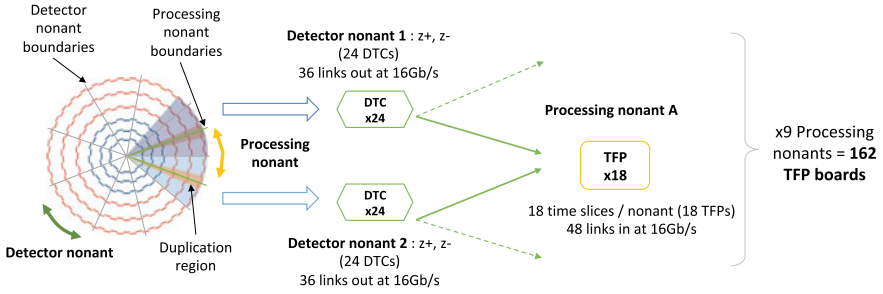 Detector
nonant
boundaries
Processing
nonant
boundaries
Detector nonant
Duplication
region
Processing
nonant
Detector nonant 1 : z+, z-
(24 DTCs)
36 links out at 16Gb/s
DTC
x24
DTC
x24
Detector nonant 2 : z+, z-
(24 DTCs)
36 links out at 16Gb/s
Processing nonant A
TFP
x18
18 time slices / nonant (18 TFPs)
48 links in at 16Gb/s
x9 Processing
nonants = 162
TFP boards